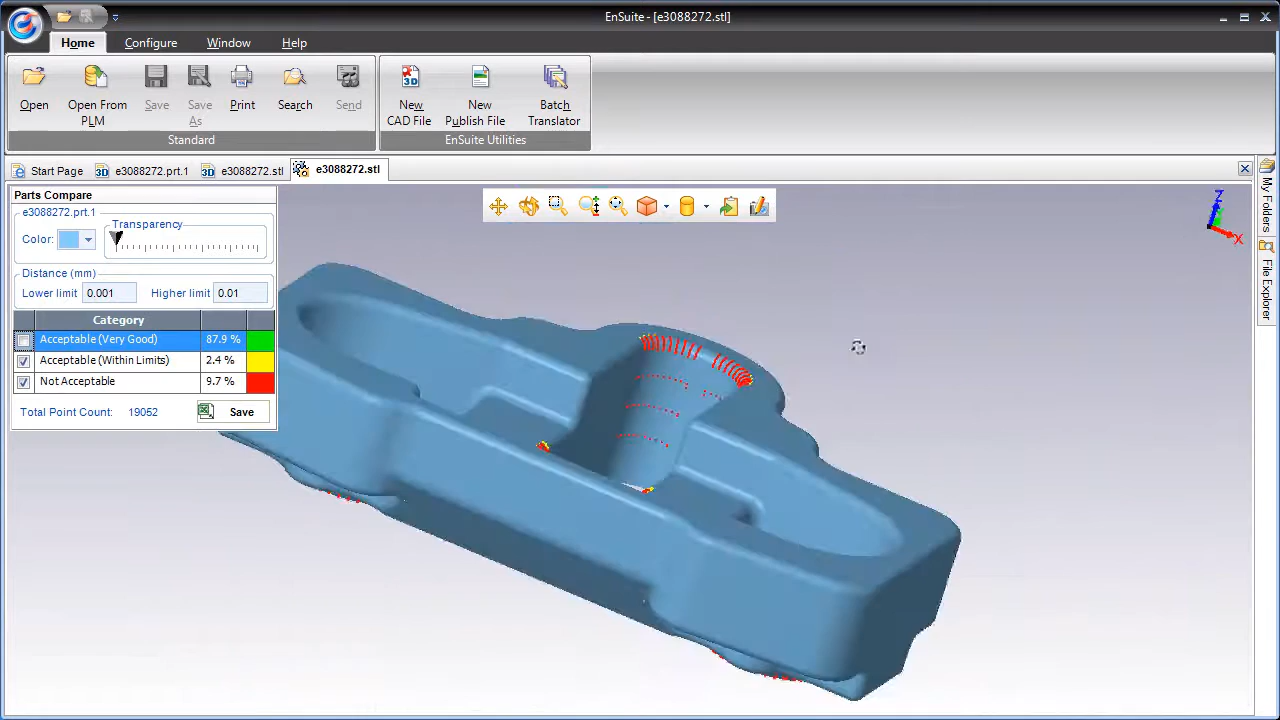 EnSuite - [e3088272.stl]
Home Configure Window Help
Open Open From PLM Save Save As Print Search Send New CAD File New Publish File Batch Translator
Standard EnSuite Utilities
Start Page e3088272.prt.1 e3088272.stl e3088272.stl
Parts Compare
e3088272.prt.1
Transparency
Color:
Distance (mm)
Lower limit 0.001 Higher limit 0.01
Category
Acceptable (Very Good) 87.9 %
Acceptable (Within Limits) 2.4 %
Not Acceptable 9.7 %
Total Point Count: 19052 Save
Z
X
My Folders
File Explorer